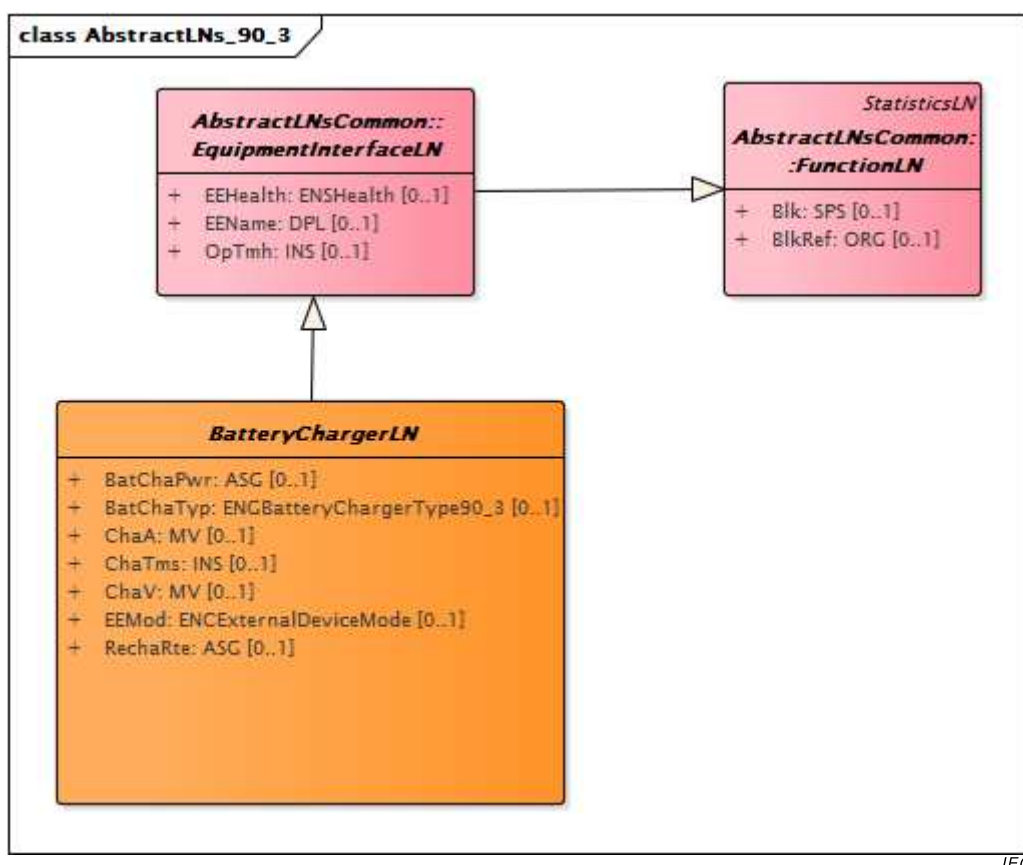 class AbstractLNs_90_3
AbstractLNsCommon::
EquipmentInterfaceLN
+ EEHealth: ENSHealth [0..1]
+ EEName: DPL [0..1]
+ OpTmh: INS [0..1]
StatisticsLN
AbstractLNsCommon:
:FunctionLN
+ Blk: SPS [0..1]
+ BlkRef: ORG [0..1]
BatteryChargerLN
+ BatChaPwr: ASG [0..1]
+ BatChaTyp: ENGBatteryChargerType90_3 [0..1]
+ ChaA: MV [0..1]
+ ChaTms: INS [0..1]
+ ChaV: MV [0..1]
+ EEMod: ENCExternalDeviceMode [0..1]
+ RechaRte: ASG [0..1]